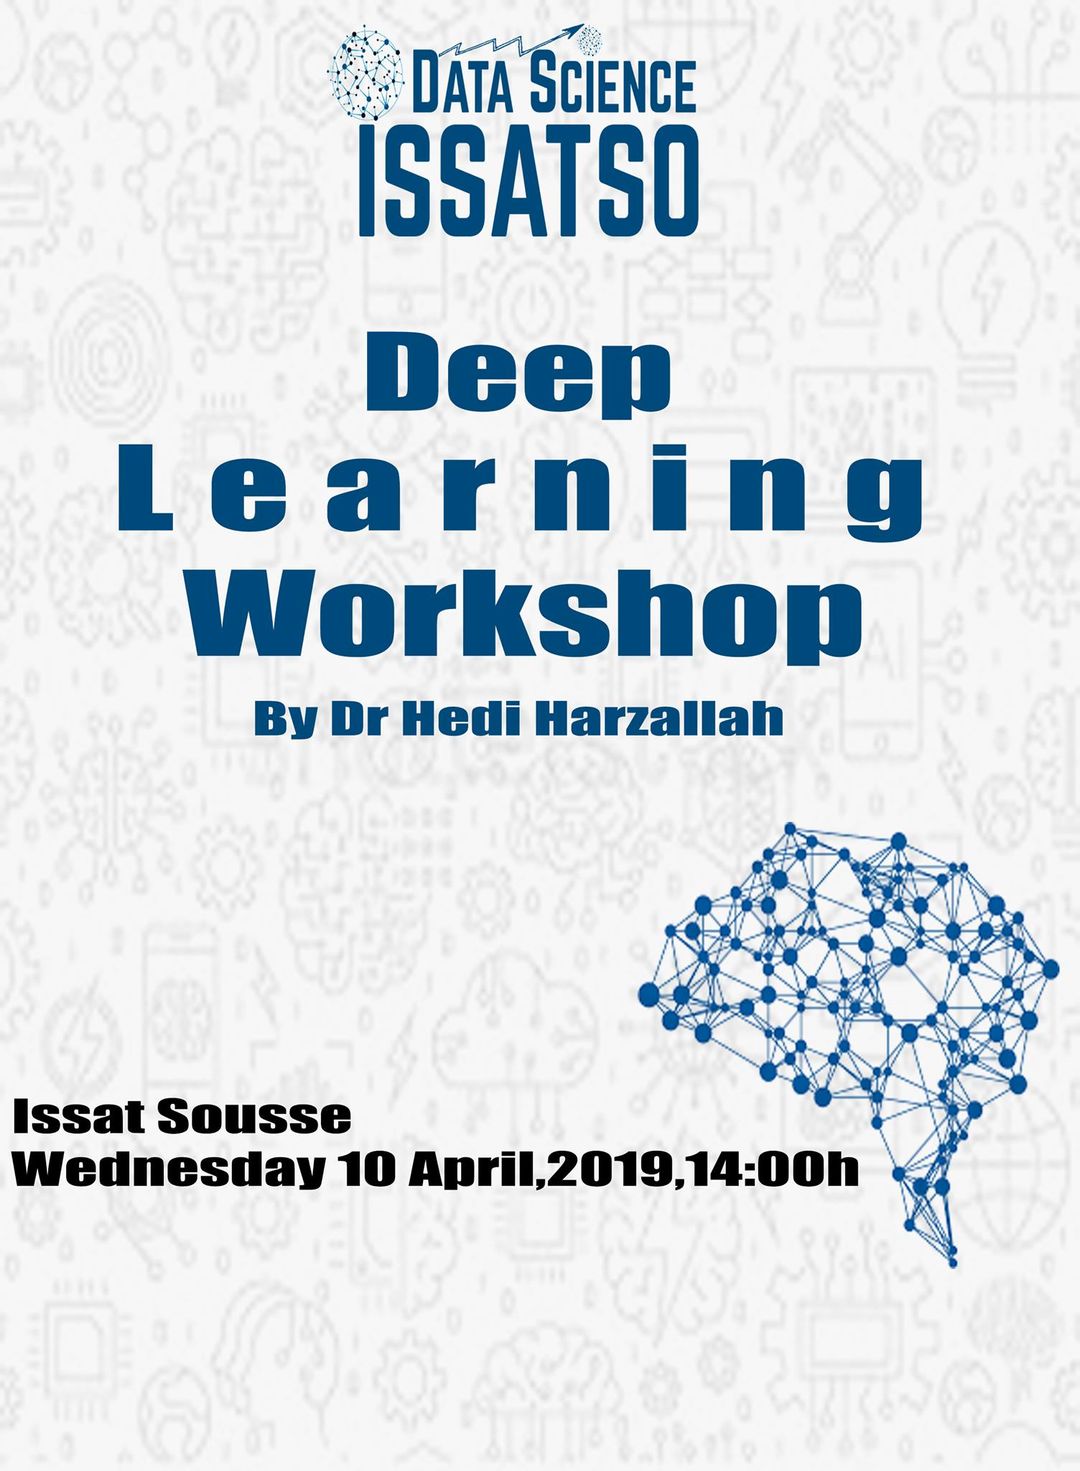 DATA SCIENCE
ISSATSO
Deep
Learning
Workshop
By Dr Hedi Harzallah
Issat Sousse
Wednesday 10 April,2019,14:00h